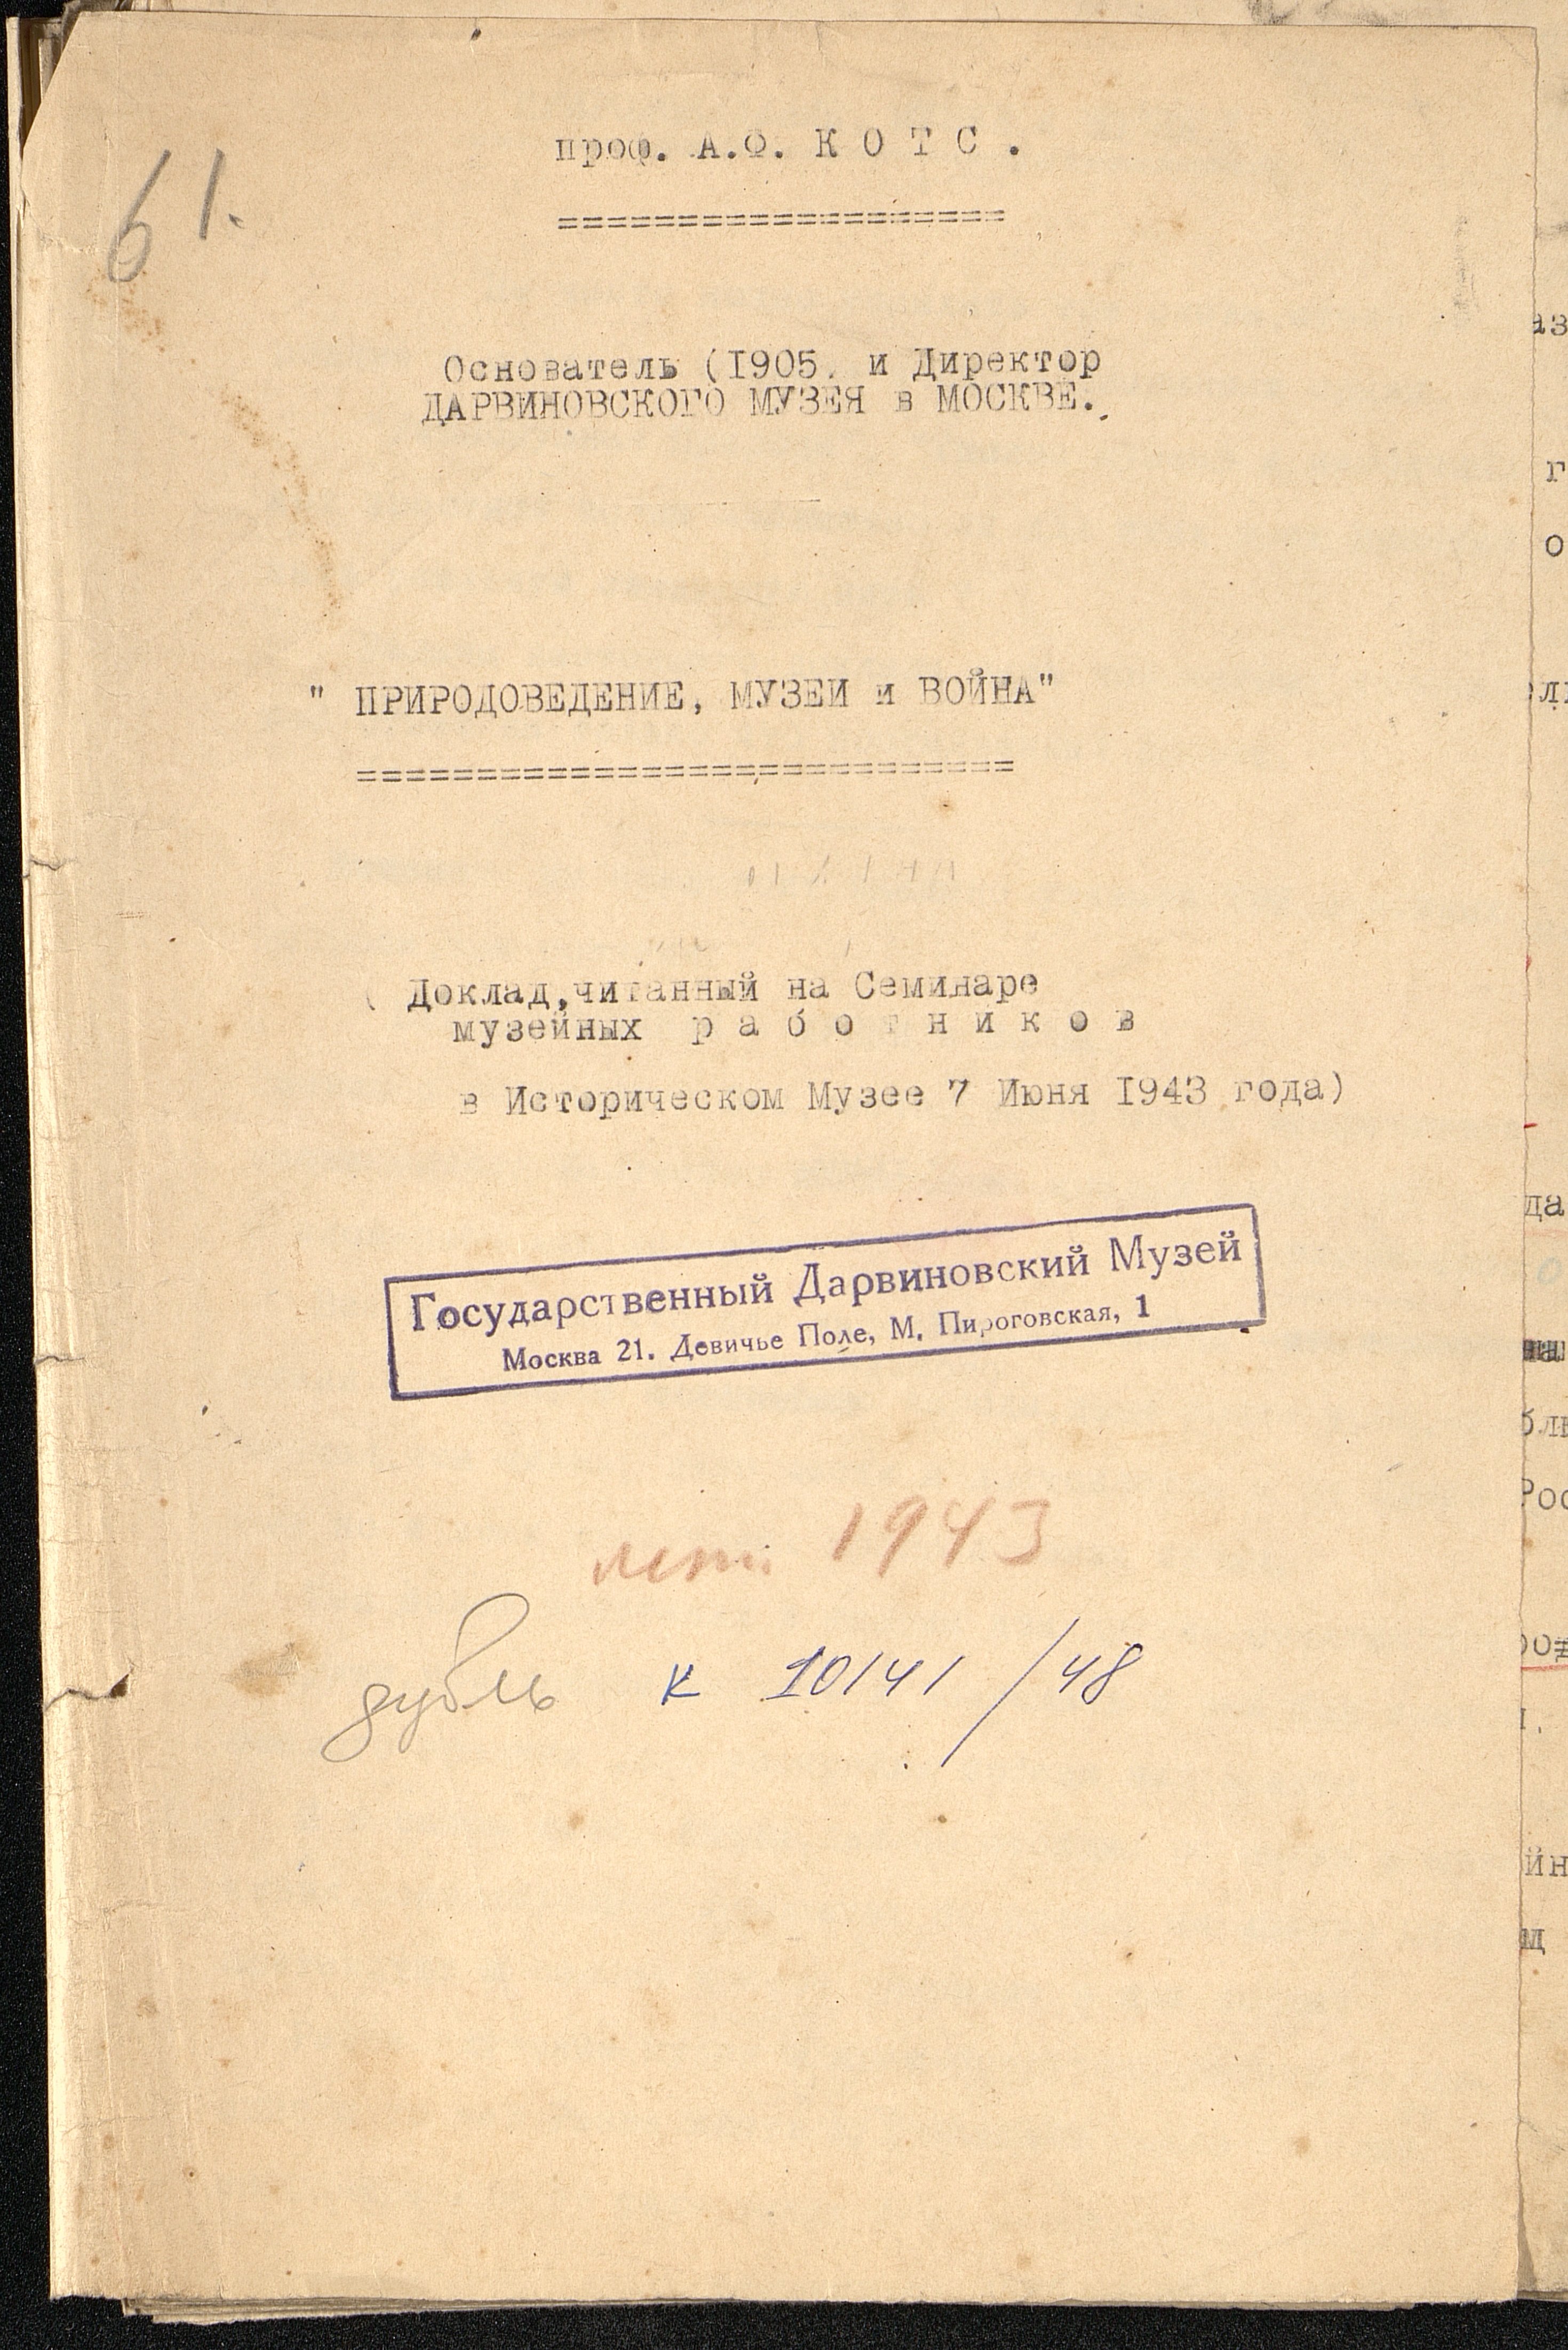 61.
проф. А.Ф. К О Т С .
===================
Основатель (1905. и Директор
ДАРВИНОВСКОГО МУЗЕЯ в МОСКВЕ.
" ПРИРОДОВЕДЕНИЕ, МУЗЕИ и ВОЙНА"
============================
( Доклад,читанный на Семинаре
музейных р а б о т н и к о в
в Историческом Музее 7 Июня 1943 года)
Государственный Дарвиновский Музей
Москва 21. Девичье Поле, М. Пироговская, 1
1943
дубль к 10141 / 48